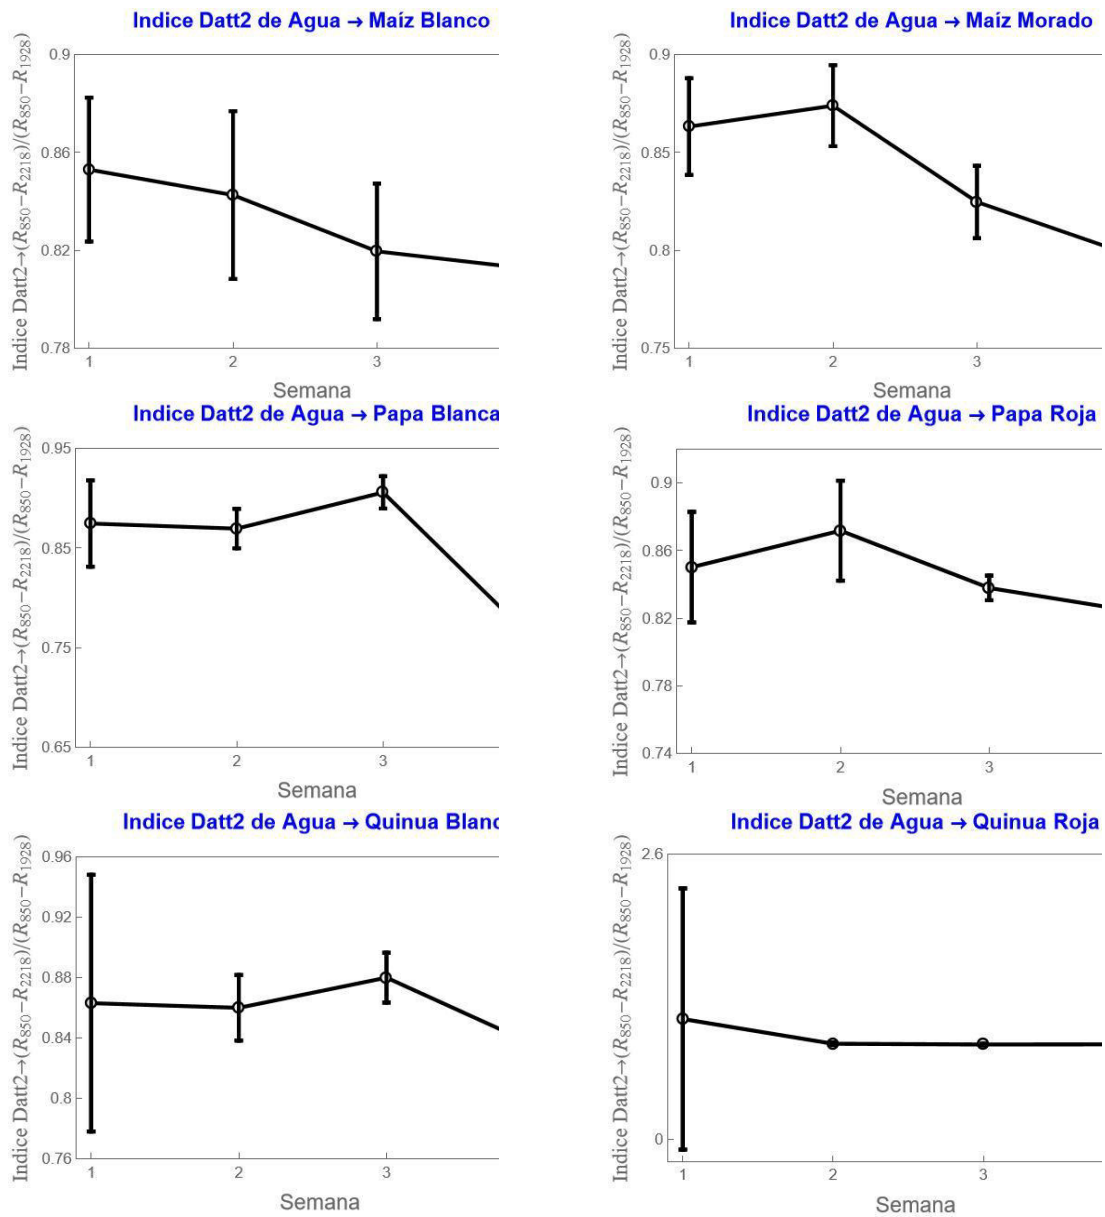 Indice Datt2 de Agua → Maíz Blanco
Indice Datt2→(R850−R2218)/(R850−R1928)
0.9
0.86
0.82
0.78
1 2 3
Semana
Indice Datt2 de Agua → Maíz Morado
Indice Datt2→(R850−R2218)/(R850−R1928)
0.9
0.85
0.8
0.75
1 2 3
Semana
Indice Datt2 de Agua → Papa Blanca
Indice Datt2→(R850−R2218)/(R850−R1928)
0.95
0.85
0.75
0.65
1 2 3
Semana
Indice Datt2 de Agua → Papa Roja
Indice Datt2→(R850−R2218)/(R850−R1928)
0.9
0.86
0.82
0.78
0.74
1 2 3
Semana
Indice Datt2 de Agua → Quinua Blanc
Indice Datt2→(R850−R2218)/(R850−R1928)
0.96
0.92
0.88
0.84
0.8
0.76
1 2 3
Semana
Indice Datt2 de Agua → Quinua Roja
Indice Datt2→(R850−R2218)/(R850−R1928)
2.6
0
1 2 3
Semana